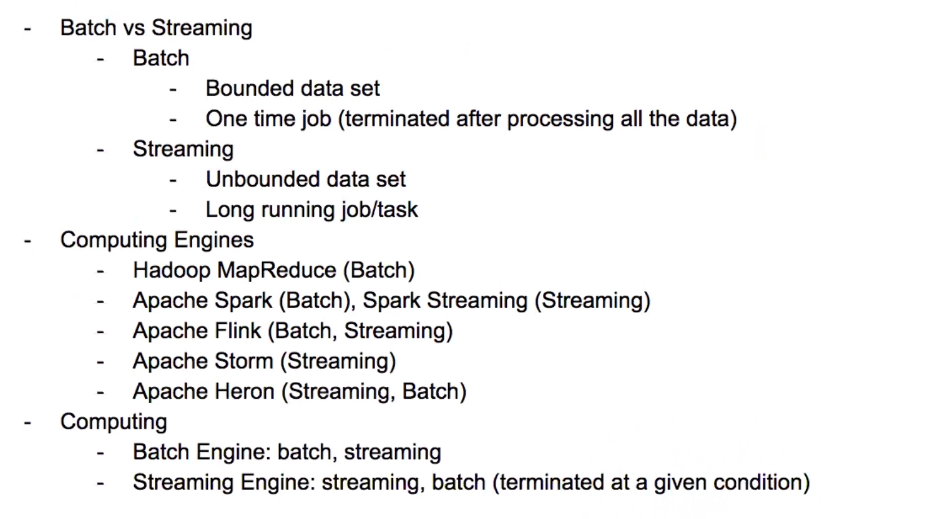 - Batch vs Streaming
- Batch
- Bounded data set
- One time job (terminated after processing all the data)
- Streaming
- Unbounded data set
- Long running job/task
- Computing Engines
- Hadoop MapReduce (Batch)
- Apache Spark (Batch), Spark Streaming (Streaming)
- Apache Flink (Batch, Streaming)
- Apache Storm (Streaming)
- Apache Heron (Streaming, Batch)
- Computing
- Batch Engine: batch, streaming
- Streaming Engine: streaming, batch (terminated at a given condition)